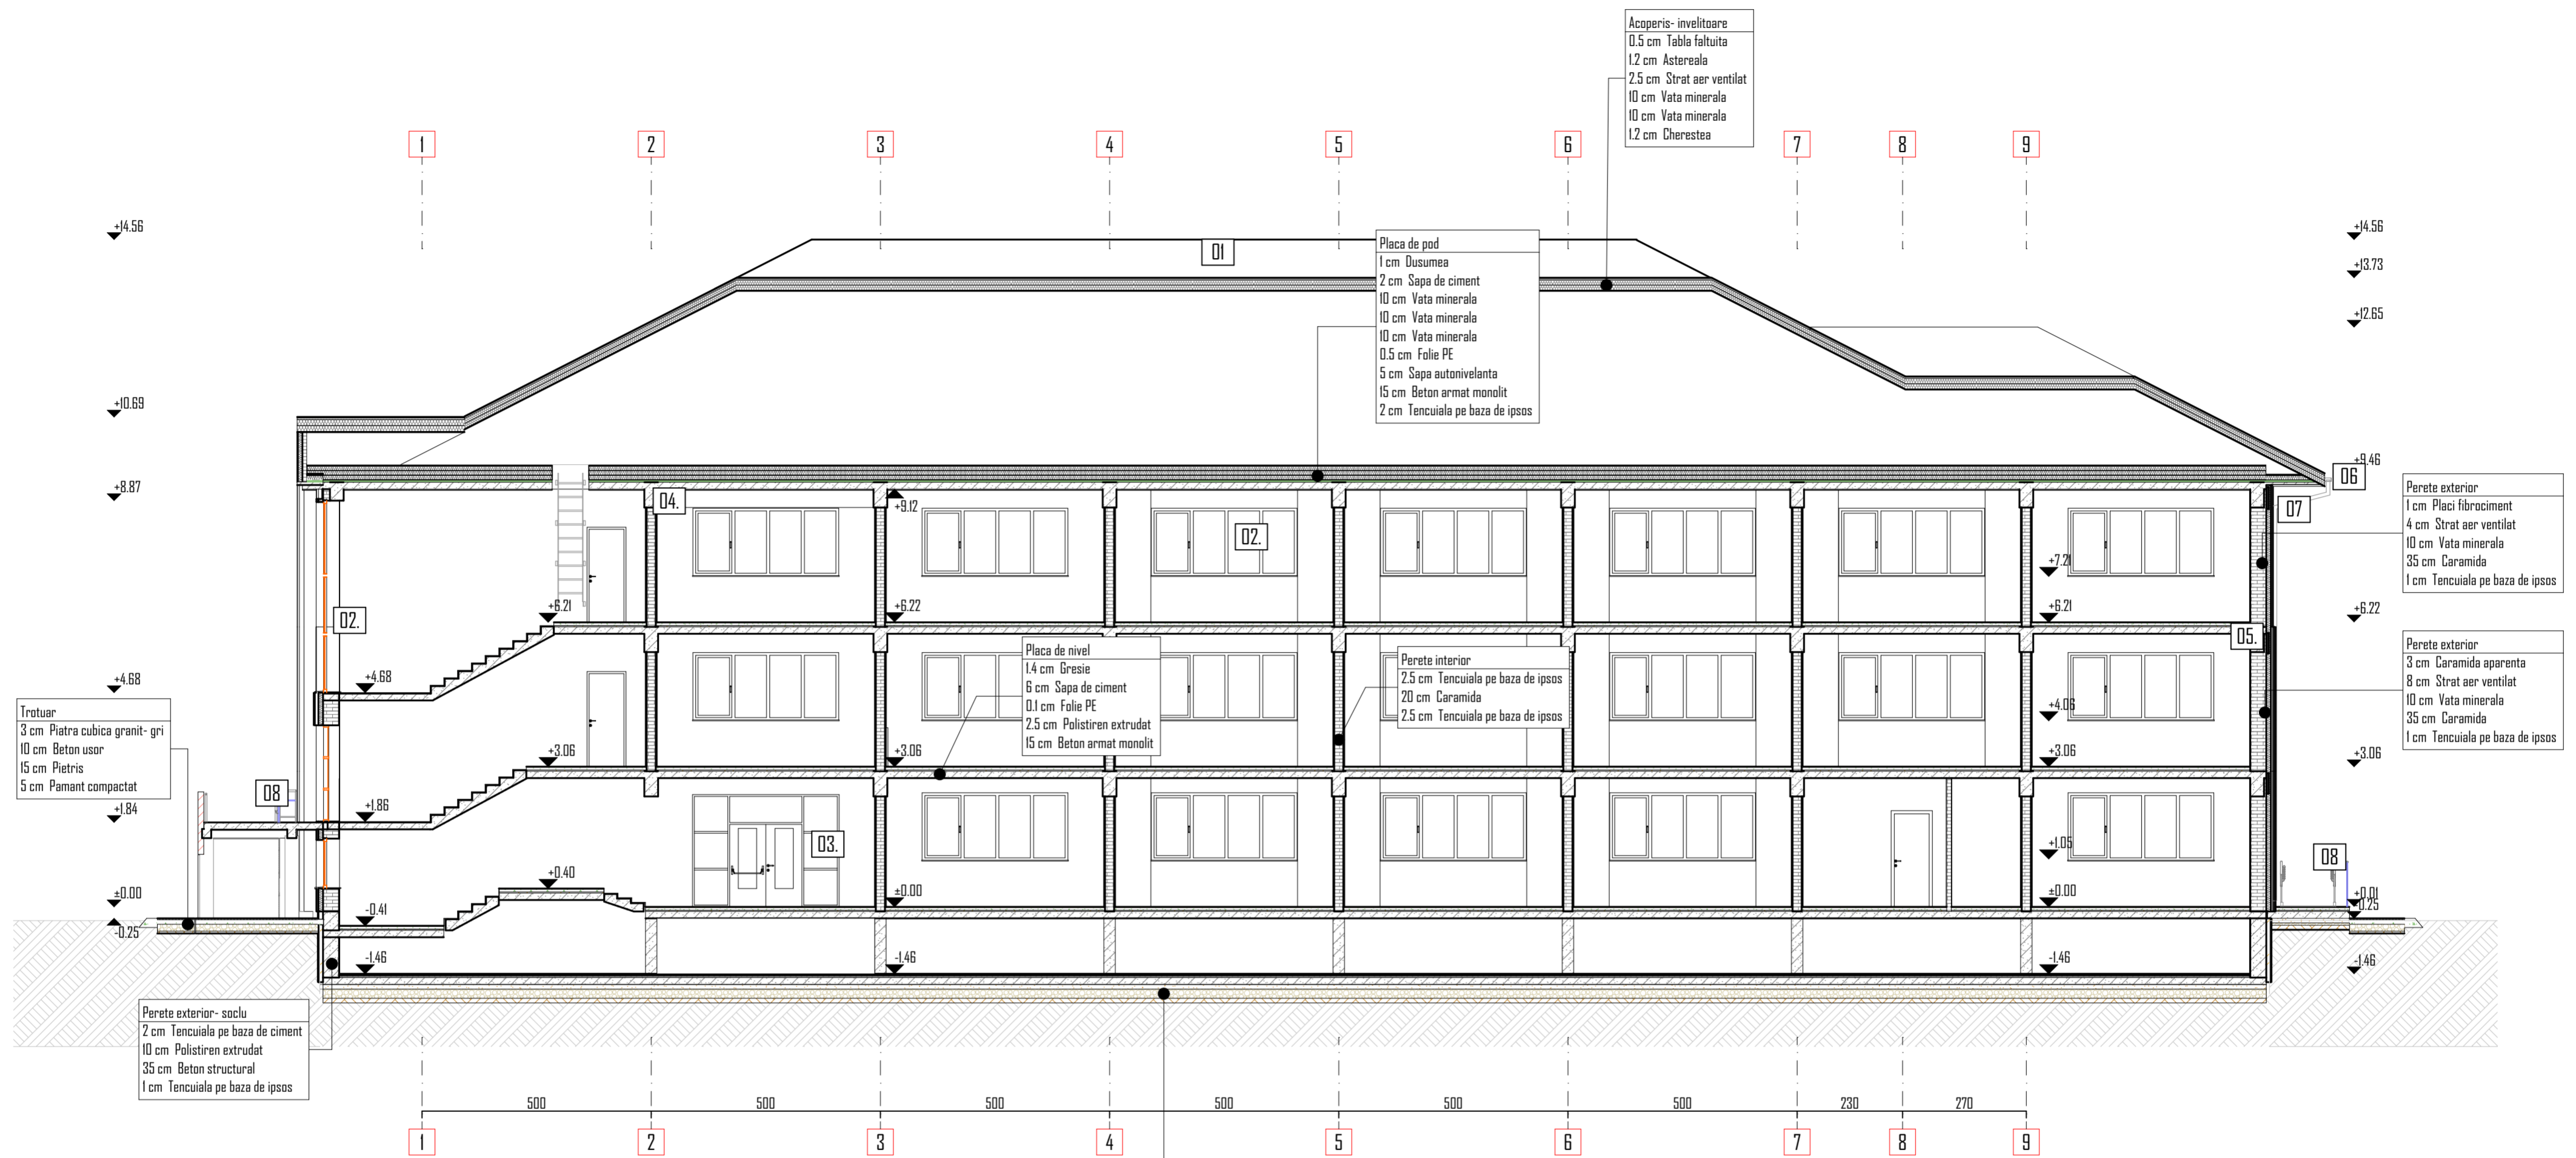 Acoperis- invelitoare
0.5 cm Tabla faltuita
1.2 cm Astereala
2.5 cm Strat aer ventilat
10 cm Vata minerala
10 cm Vata minerala
1.2 cm Cherestea
1 2 3 4 5 6 7 8 9
+14.56
+14.56
01
Placa de pod
1 cm Dusumea
2 cm Sapa de ciment
10 cm Vata minerala
10 cm Vata minerala
10 cm Vata minerala
0.5 cm Folie PE
5 cm Sapa autonivelanta
15 cm Beton armat monolit
2 cm Tencuiala pe baza de ipsos
+13.73
+12.65
+10.69
+8.87
+9.46
06
07
04.
+9.12
02.
+7.21
Perete exterior
1 cm Placi fibrociment
4 cm Strat aer ventilat
10 cm Vata minerala
35 cm Caramida
1 cm Tencuiala pe baza de ipsos
02.
+6.21
+6.22
+6.21
+6.22
05.
Perete exterior
3 cm Caramida aparenta
8 cm Strat aer ventilat
10 cm Vata minerala
35 cm Caramida
1 cm Tencuiala pe baza de ipsos
Placa de nivel
1.4 cm Gresie
6 cm Sapa de ciment
0.1 cm Folie PE
2.5 cm Polistiren extrudat
15 cm Beton armat monolit
Perete interior
2.5 cm Tencuiala pe baza de ipsos
20 cm Caramida
2.5 cm Tencuiala pe baza de ipsos
+4.68
+4.68
+4.06
Trotuar
3 cm Piatra cubica granit- gri
10 cm Beton usor
15 cm Pietris
5 cm Pamant compactat
+3.06
+3.06
+3.06
+3.06
08
+1.84
+1.86
03.
+1.05
08
+0.40
±0.00
±0.00
±0.00
+0.01
-0.25
-0.41
-0.25
-1.46
-1.46
-1.46
-1.46
Perete exterior- soclu
2 cm Tencuiala pe baza de ciment
10 cm Polistiren extrudat
35 cm Beton structural
1 cm Tencuiala pe baza de ipsos
500 500 500 500 500 500 230 270
1 2 3 4 5 6 7 8 9